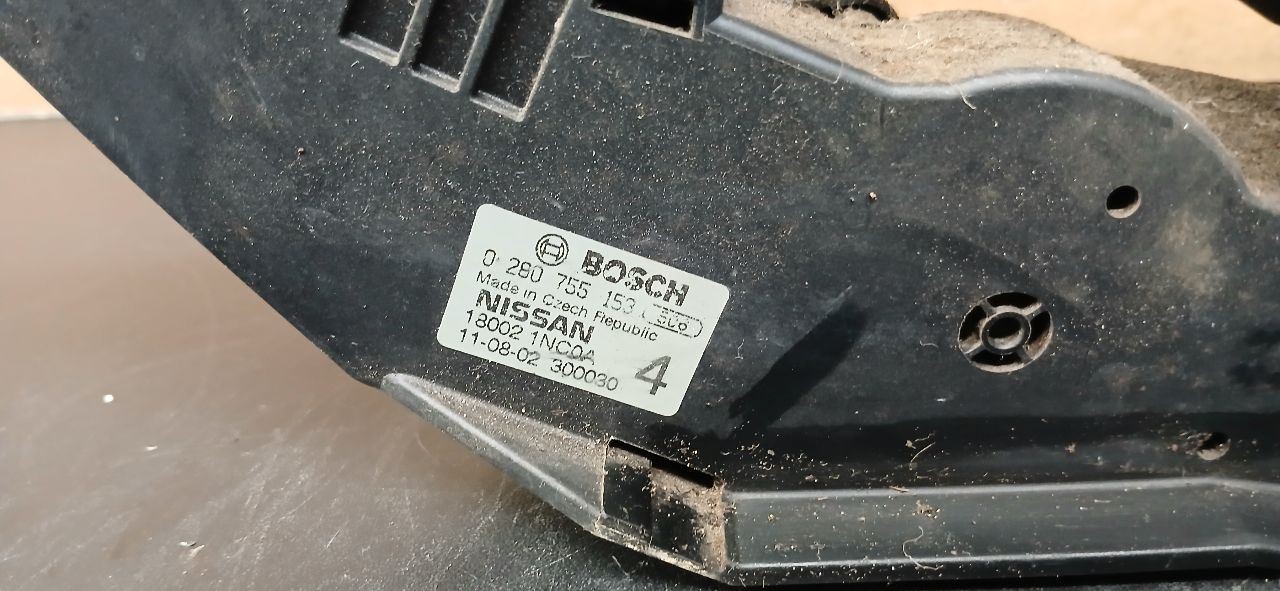 BOSCH
0 280 755 153
Made in Czech Republic
NISSAN
18002 1NC0A
11-08-02 300030 4